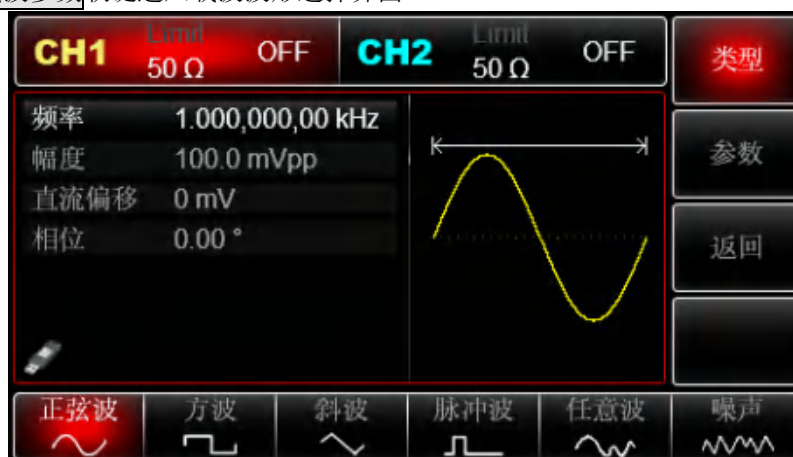 CH1 Limit 50 Ω OFF
CH2 Limit 50 Ω OFF
类型
频率 1.000,000,00 kHz
幅度 100.0 mVpp
直流偏移 0 mV
相位 0.00 °
参数
返回
正弦波 方波 斜波 脉冲波 任意波 噪声